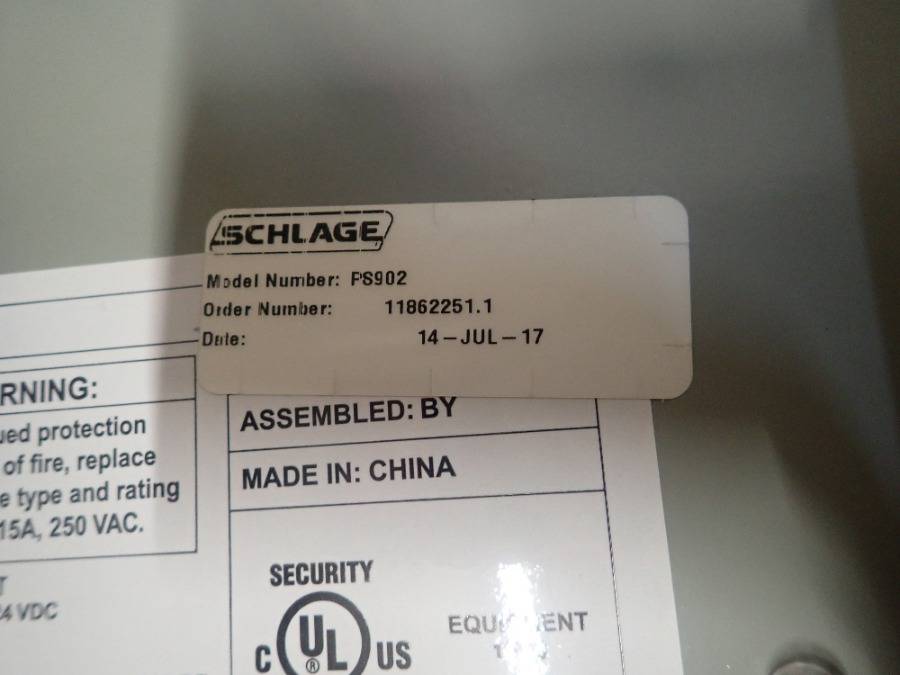 SCHLAGE
Model Number: PS902
Order Number: 11862251.1
Date: 14-JUL-17
RNING:
ued protection
of fire, replace
e type and rating
15A, 250 VAC.
T
24 VDC
ASSEMBLED: BY
MADE IN: CHINA
SECURITY
C UL® US